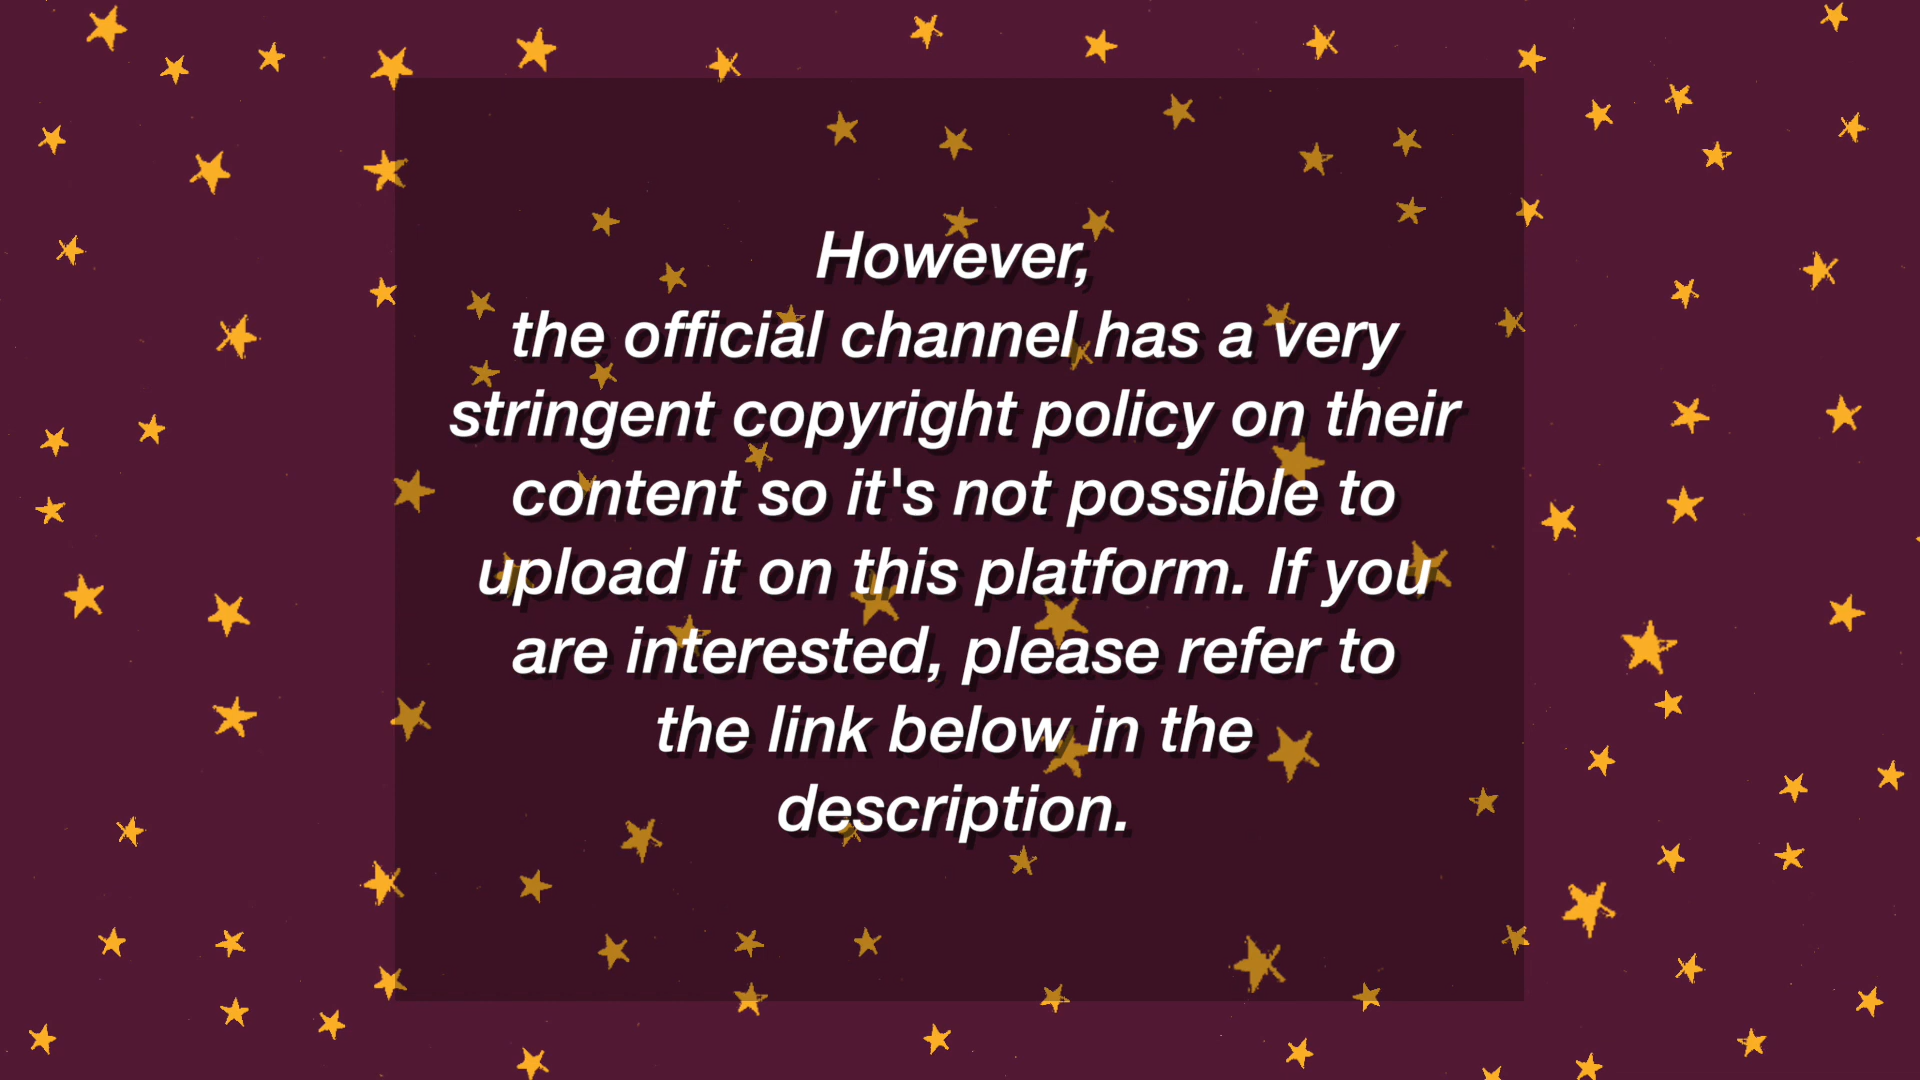 However,
the official channel has a very
stringent copyright policy on their
content so it's not possible to
upload it on this platform. If you
are interested, please refer to
the link below in the
description.